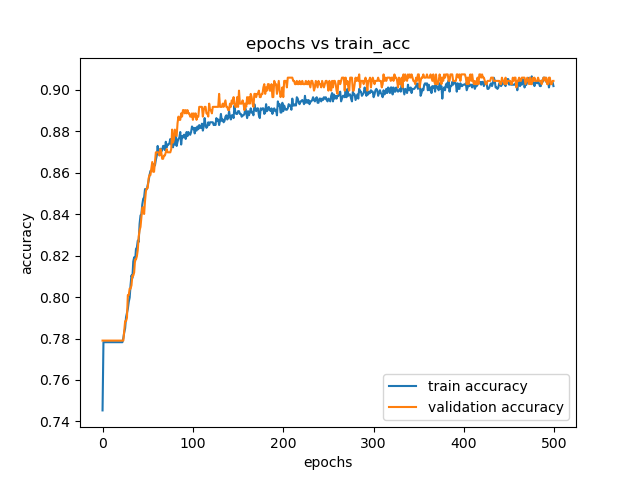 epochs vs train_acc
accuracy
0.90
0.88
0.86
0.84
0.82
0.80
0.78
0.76
0.74
train accuracy
validation accuracy
0 100 200 300 400 500
epochs